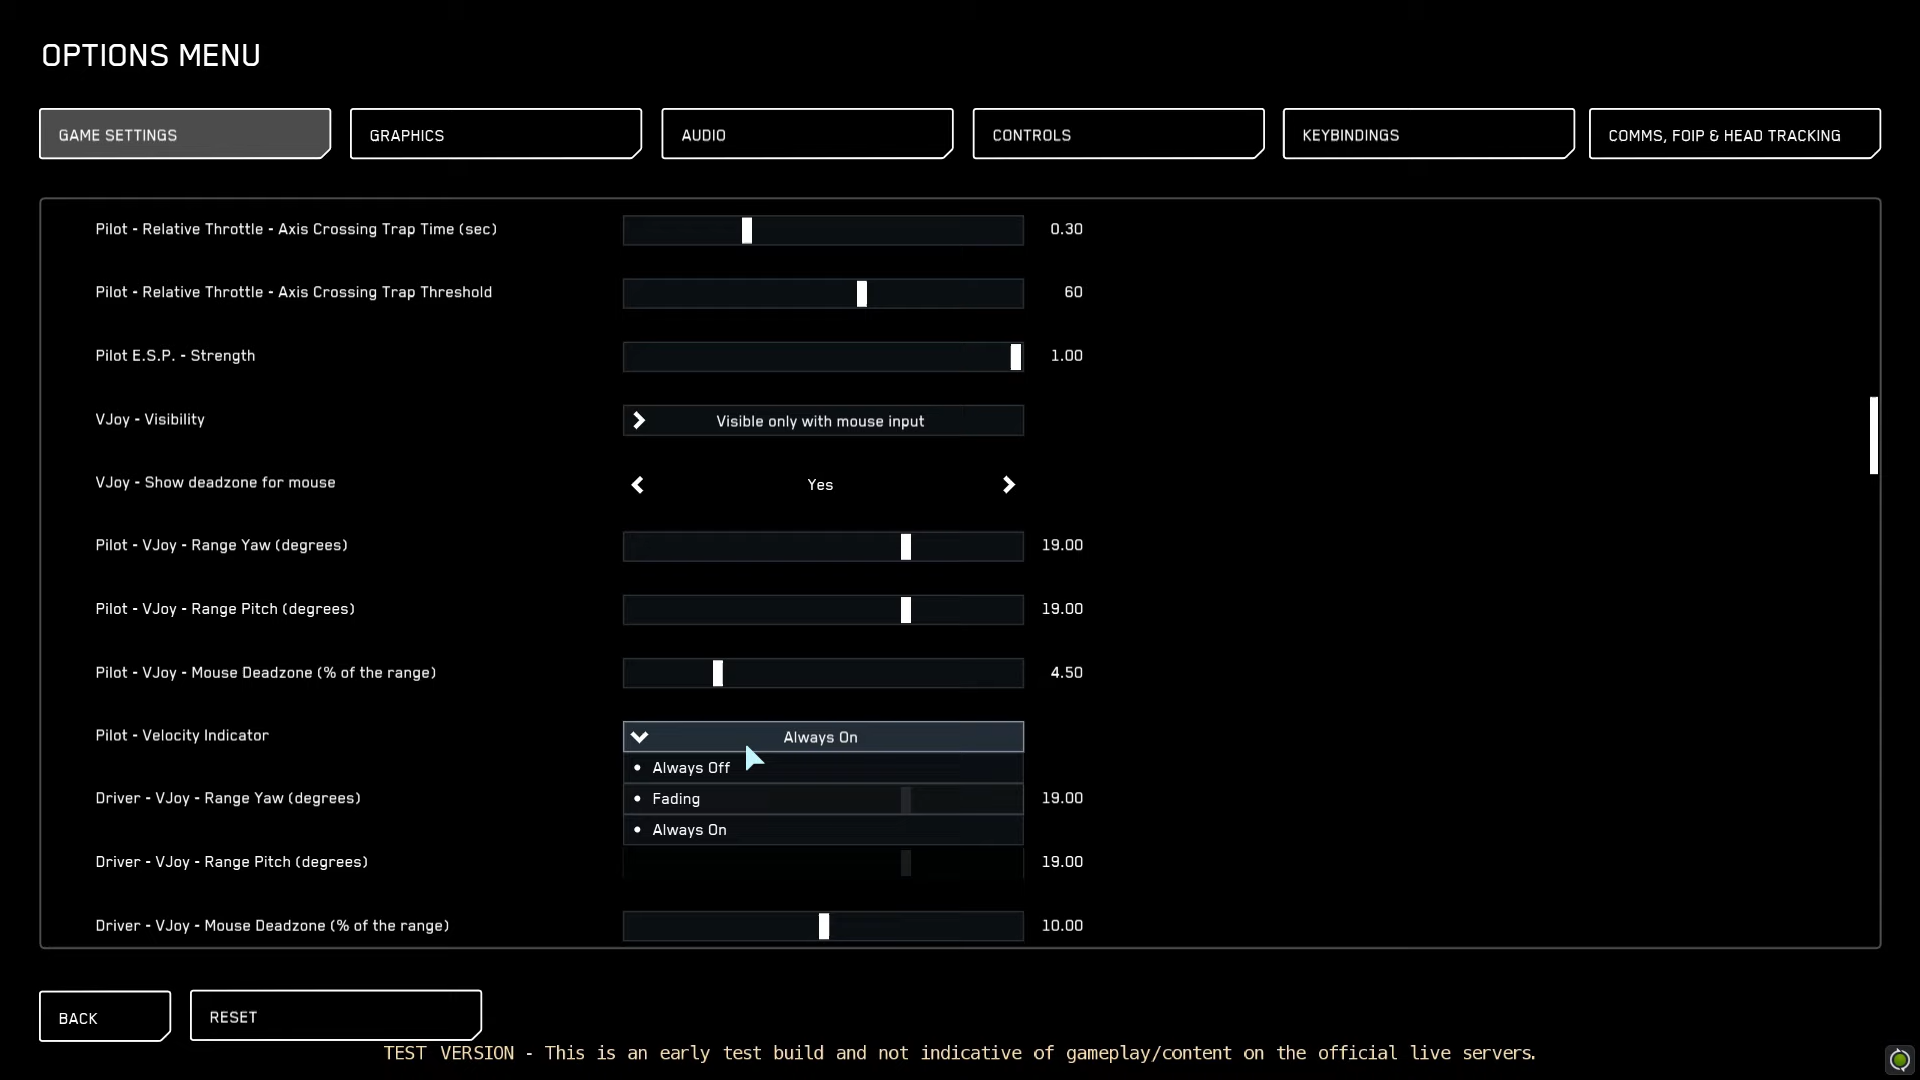 OPTIONS MENU
GAME SETTINGS
GRAPHICS
AUDIO
CONTROLS
KEYBINDINGS
COMMS, FOIP & HEAD TRACKING
Pilot - Relative Throttle - Axis Crossing Trap Time (sec)
0.30
Pilot - Relative Throttle - Axis Crossing Trap Threshold
60
Pilot E.S.P. - Strength
1.00
VJoy - Visibility
Visible only with mouse input
VJoy - Show deadzone for mouse
Yes
Pilot - VJoy - Range Yaw (degrees)
19.00
Pilot - VJoy - Range Pitch (degrees)
19.00
Pilot - VJoy - Mouse Deadzone (% of the range)
4.50
Pilot - Velocity Indicator
Always On
Always Off
Fading
Always On
Driver - VJoy - Range Yaw (degrees)
19.00
Driver - VJoy - Range Pitch (degrees)
19.00
Driver - VJoy - Mouse Deadzone (% of the range)
10.00
BACK
RESET
TEST VERSION - This is an early test build and not indicative of gameplay/content on the official live servers.